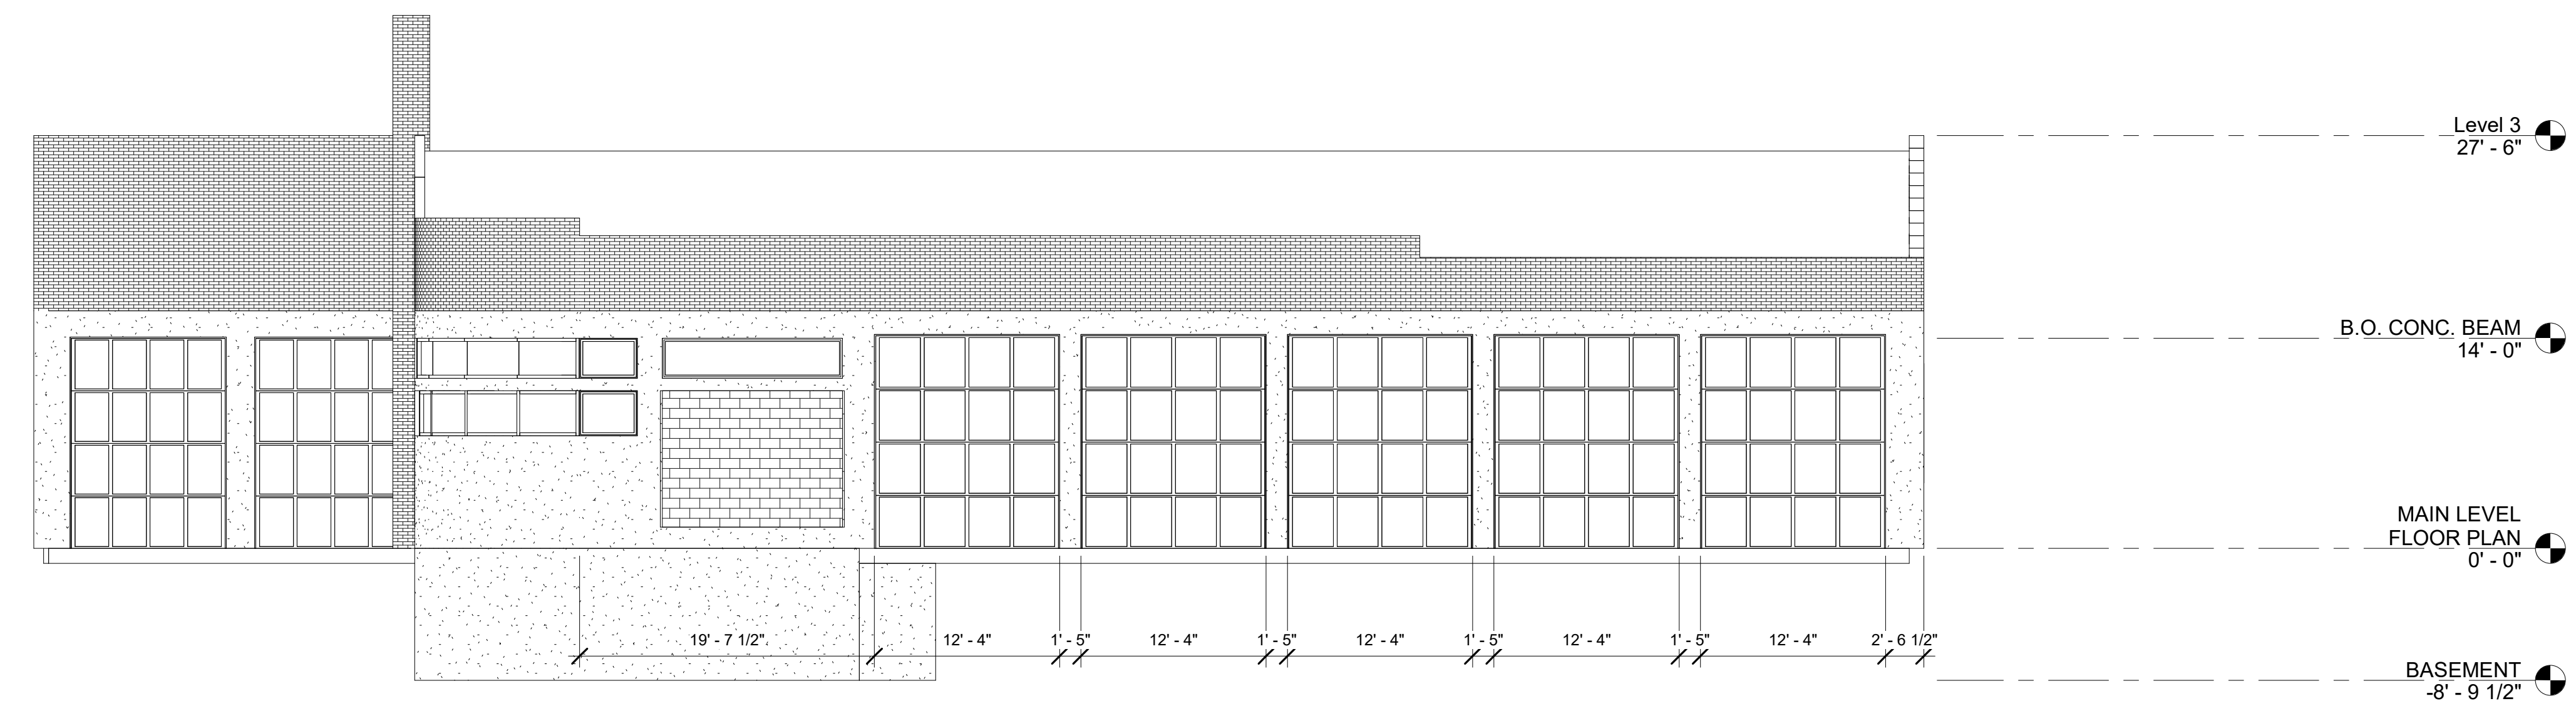 Level 3
27' - 6"
B.O. CONC. BEAM
14' - 0"
MAIN LEVEL
FLOOR PLAN
0' - 0"
19' - 7 1/2" 12' - 4" 1' - 5" 12' - 4" 1' - 5" 12' - 4" 1' - 5" 12' - 4" 1' - 5" 12' - 4" 2' - 6 1/2"
BASEMENT
-8' - 9 1/2"